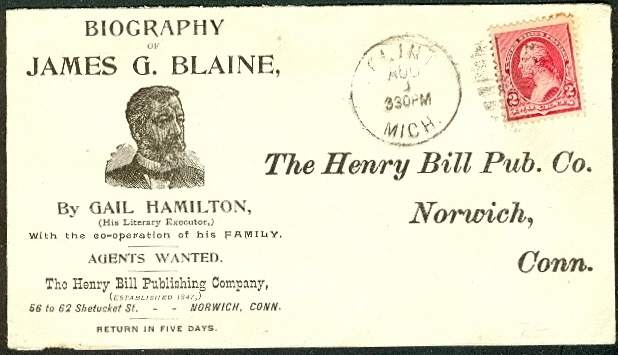 BIOGRAPHY
OF
JAMES G. BLAINE,
By GAIL HAMILTON,
(His Literary Executor,)
With the co-operation of his FAMILY.
AGENTS WANTED.
The Henry Bill Publishing Company,
(ESTABLISHED 1847,)
56 to 62 Shetucket St. - - NORWICH, CONN.
RETURN IN FIVE DAYS.
FLINT
AUG
1
330PM
MICH.
2 2
The Henry Bill Pub. Co.
Norwich,
Conn.